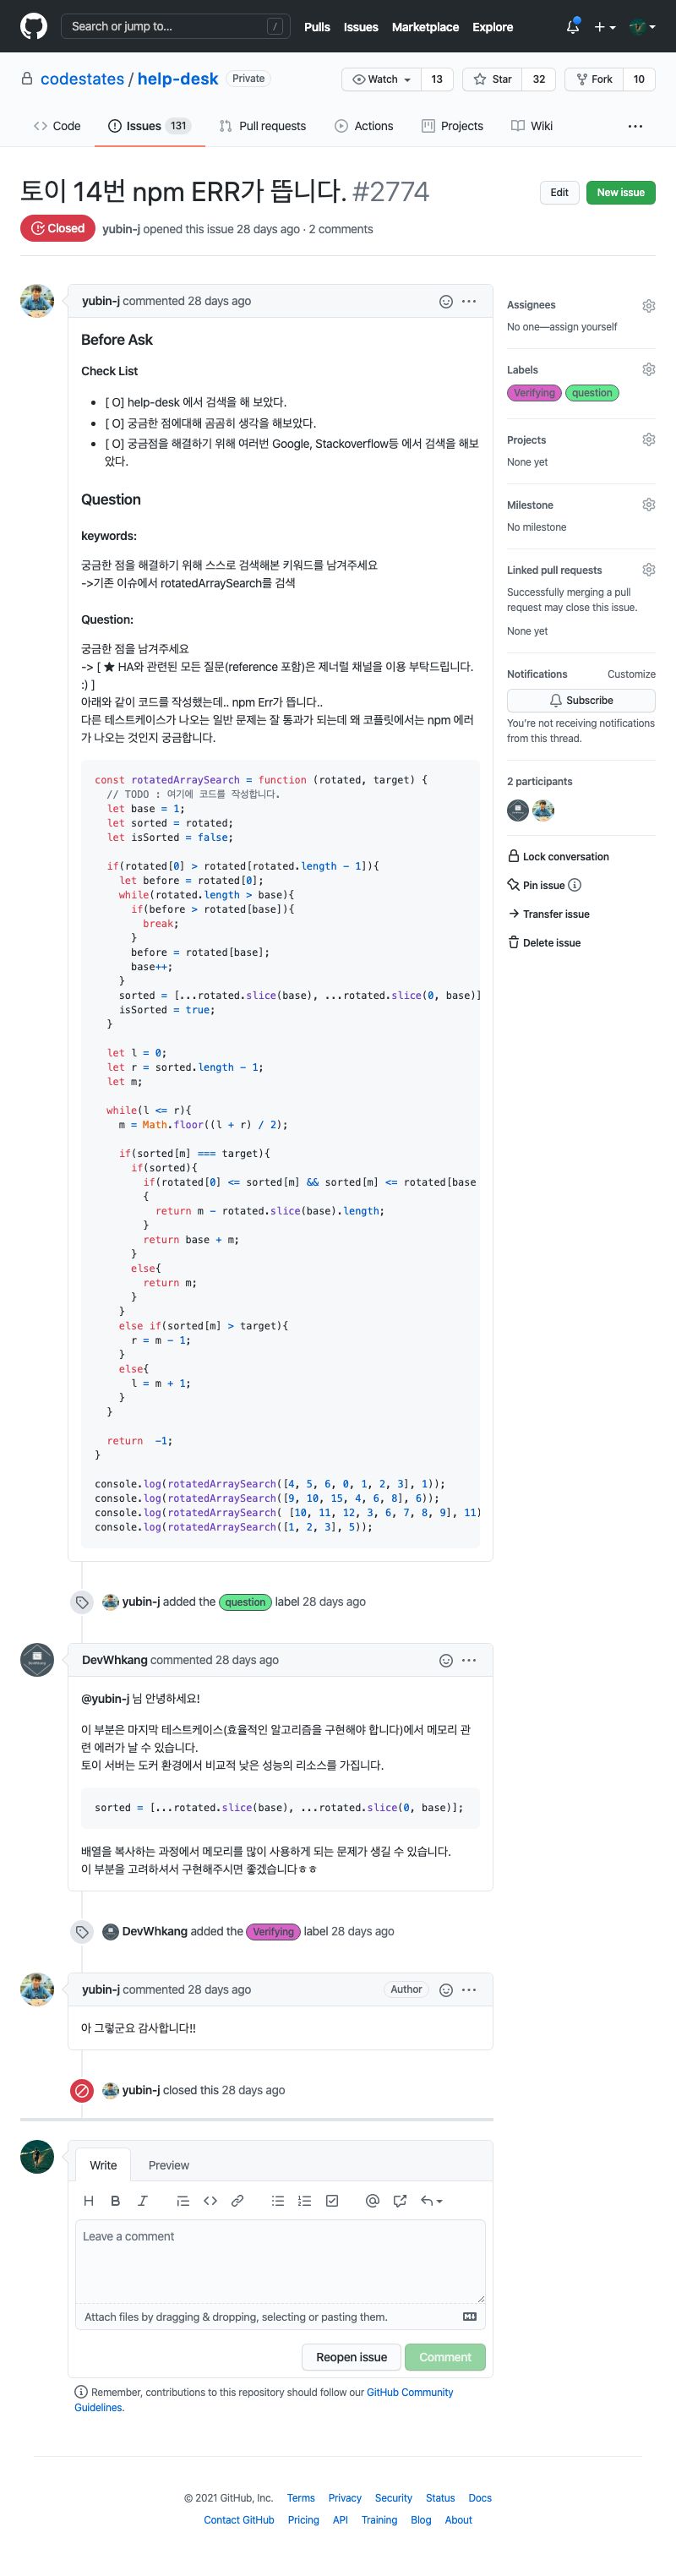 Search or jump to... /
Pulls Issues Marketplace Explore
codestates / help-desk Private
Watch 13 Star 32 Fork 10
Code Issues 131 Pull requests Actions Projects Wiki ...
토이 14번 npm ERR가 뜹니다. #2774
Edit New issue
Closed yubin-j opened this issue 28 days ago · 2 comments
yubin-j commented 28 days ago
Before Ask
Check List
• [ O] help-desk 에서 검색을 해 보았다.
• [ O] 궁금한 점에대해 곰곰히 생각을 해보았다.
• [ O] 궁금점을 해결하기 위해 여러번 Google, Stackoverflow등 에서 검색을 해보
았다.
Question
keywords:
궁금한 점을 해결하기 위해 스스로 검색해본 키워드를 남겨주세요
->기존 이슈에서 rotatedArraySearch를 검색
Question:
궁금한 점을 남겨주세요
-> [ ★ HA와 관련된 모든 질문(reference 포함)은 제너럴 채널을 이용 부탁드립니다.
:) ]
아래와 같이 코드를 작성했는데.. npm Err가 뜹니다..
다른 테스트케이스가 나오는 일반 문제는 잘 통과가 되는데 왜 코플릿에서는 npm 에러
가 나오는 것인지 궁금합니다.
const rotatedArraySearch = function (rotated, target) {
// TODO : 여기에 코드를 작성합니다.
let base = 1;
let sorted = rotated;
let isSorted = false;
if(rotated[0] > rotated[rotated.length - 1]){
let before = rotated[0];
while(rotated.length > base){
if(before > rotated[base]){
break;
}
before = rotated[base];
base++;
}
sorted = [...rotated.slice(base), ...rotated.slice(0, base)]
isSorted = true;
}
let l = 0;
let r = sorted.length - 1;
let m;
while(l <= r){
m = Math.floor((l + r) / 2);
if(sorted[m] === target){
if(sorted){
if(rotated[0] <= sorted[m] && sorted[m] <= rotated[base
{
return m - rotated.slice(base).length;
}
return base + m;
}
else{
return m;
}
}
else if(sorted[m] > target){
r = m - 1;
}
else{
l = m + 1;
}
}
return  -1;
}
console.log(rotatedArraySearch([4, 5, 6, 0, 1, 2, 3], 1));
console.log(rotatedArraySearch([9, 10, 15, 4, 6, 8], 6));
console.log(rotatedArraySearch( [10, 11, 12, 3, 6, 7, 8, 9], 11)
console.log(rotatedArraySearch([1, 2, 3], 5));
yubin-j added the question label 28 days ago
DevWhkang commented 28 days ago
@yubin-j 님 안녕하세요!
이 부분은 마지막 테스트케이스(효율적인 알고리즘을 구현해야 합니다)에서 메모리 관
련 에러가 날 수 있습니다.
토이 서버는 도커 환경에서 비교적 낮은 성능의 리소스를 가집니다.
sorted = [...rotated.slice(base), ...rotated.slice(0, base)];
배열을 복사하는 과정에서 메모리를 많이 사용하게 되는 문제가 생길 수 있습니다.
이 부분을 고려하셔서 구현해주시면 좋겠습니다ㅎㅎ
DevWhkang added the Verifying label 28 days ago
yubin-j commented 28 days ago Author
아 그렇군요 감사합니다!!
yubin-j closed this 28 days ago
Write Preview
Leave a comment
Attach files by dragging & dropping, selecting or pasting them.
Reopen issue Comment
Remember, contributions to this repository should follow our GitHub Community
Guidelines.
Assignees
No one—assign yourself
Labels
Verifying question
Projects
None yet
Milestone
No milestone
Linked pull requests
Successfully merging a pull
request may close this issue.
None yet
Notifications Customize
Subscribe
You're not receiving notifications
from this thread.
2 participants
Lock conversation
Pin issue
Transfer issue
Delete issue
© 2021 GitHub, Inc. Terms Privacy Security Status Docs
Contact GitHub Pricing API Training Blog About